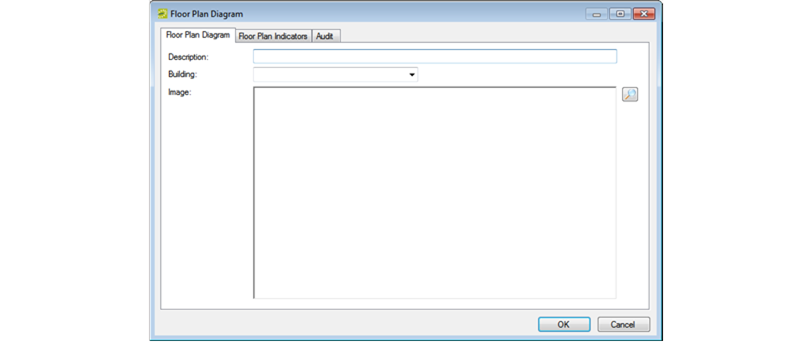 Floor Plan Diagram
Floor Plan Diagram Floor Plan Indicators Audit
Description:
Building:
Image:
OK Cancel